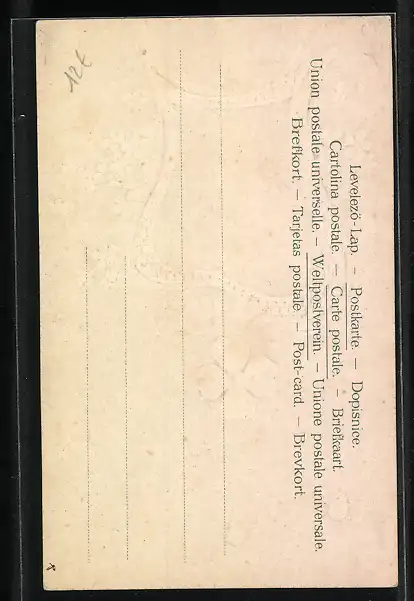 Levelező-Lap. — Postkarte. — Dopisnice.
Cartolina postale. — Carte postale. — Briefkaart.
Union postale universelle. — Weltpostverein. — Unione postale universale.
Brefkort. — Tarjetas postale. — Post-card. — Brevkort.
12€